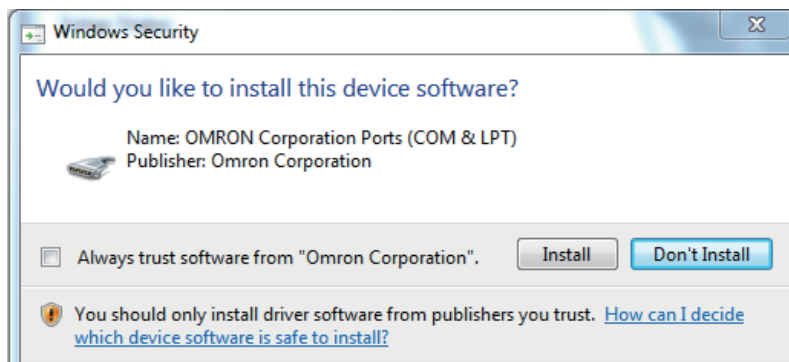 Windows Security
Would you like to install this device software?
Name: OMRON Corporation Ports (COM & LPT)
Publisher: Omron Corporation
Always trust software from "Omron Corporation".
Install
Don't Install
You should only install driver software from publishers you trust. How can I decide
which device software is safe to install?